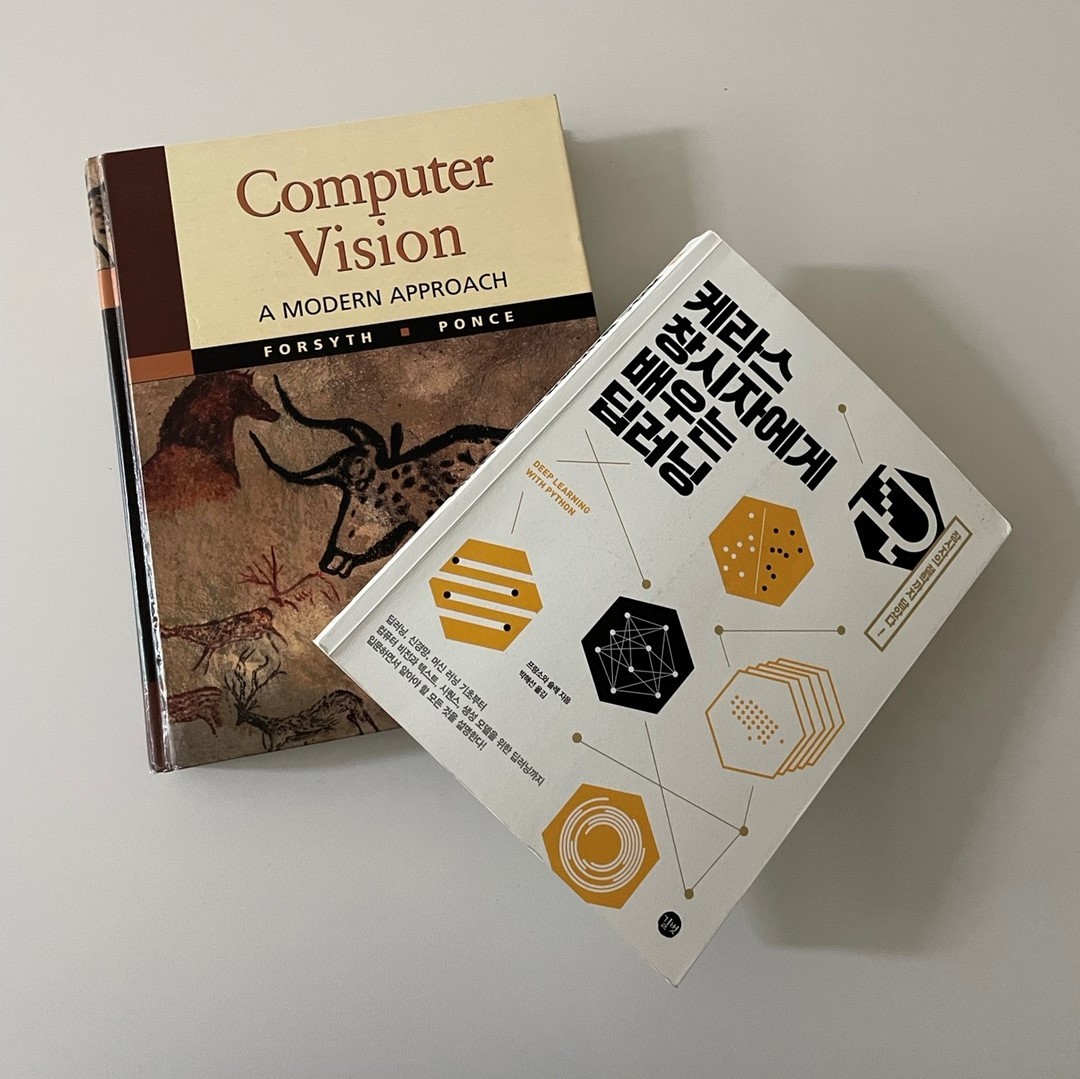 Computer
Vision
A MODERN APPROACH
FORSYTH ▪ PONCE
케라스
창시자에게
배우는
딥러닝
DEEP LEARNING
WITH PYTHON
딥러닝, 신경망, 머신 러닝 기초부터
컴퓨터 비전과 텍스트, 시퀀스, 생성 모델을 위한 딥러닝까지
입문하면서 알아야 할 모든 것을 설명한다!
프랑소와 숄레 지음
박해선 옮김
길벗